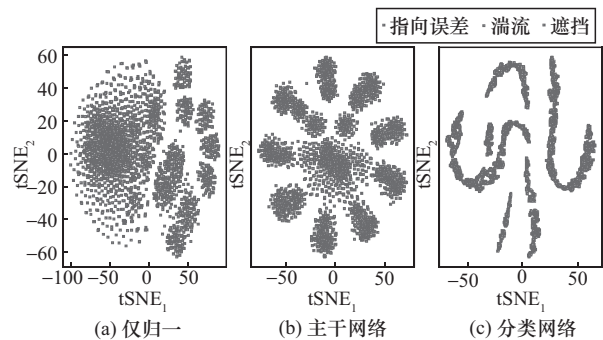 指向误差 湍流 遮挡
60
40
20
0
−20
−40
−60
tSNE₂
−100 −50 0 50
tSNE₁
(a) 仅归一
tSNE₂
−50 0 50
tSNE₁
(b) 主干网络
tSNE₂
−50 0 50
tSNE₁
(c) 分类网络